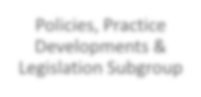 Policies, Practice
Developments &
Legislation Subgroup